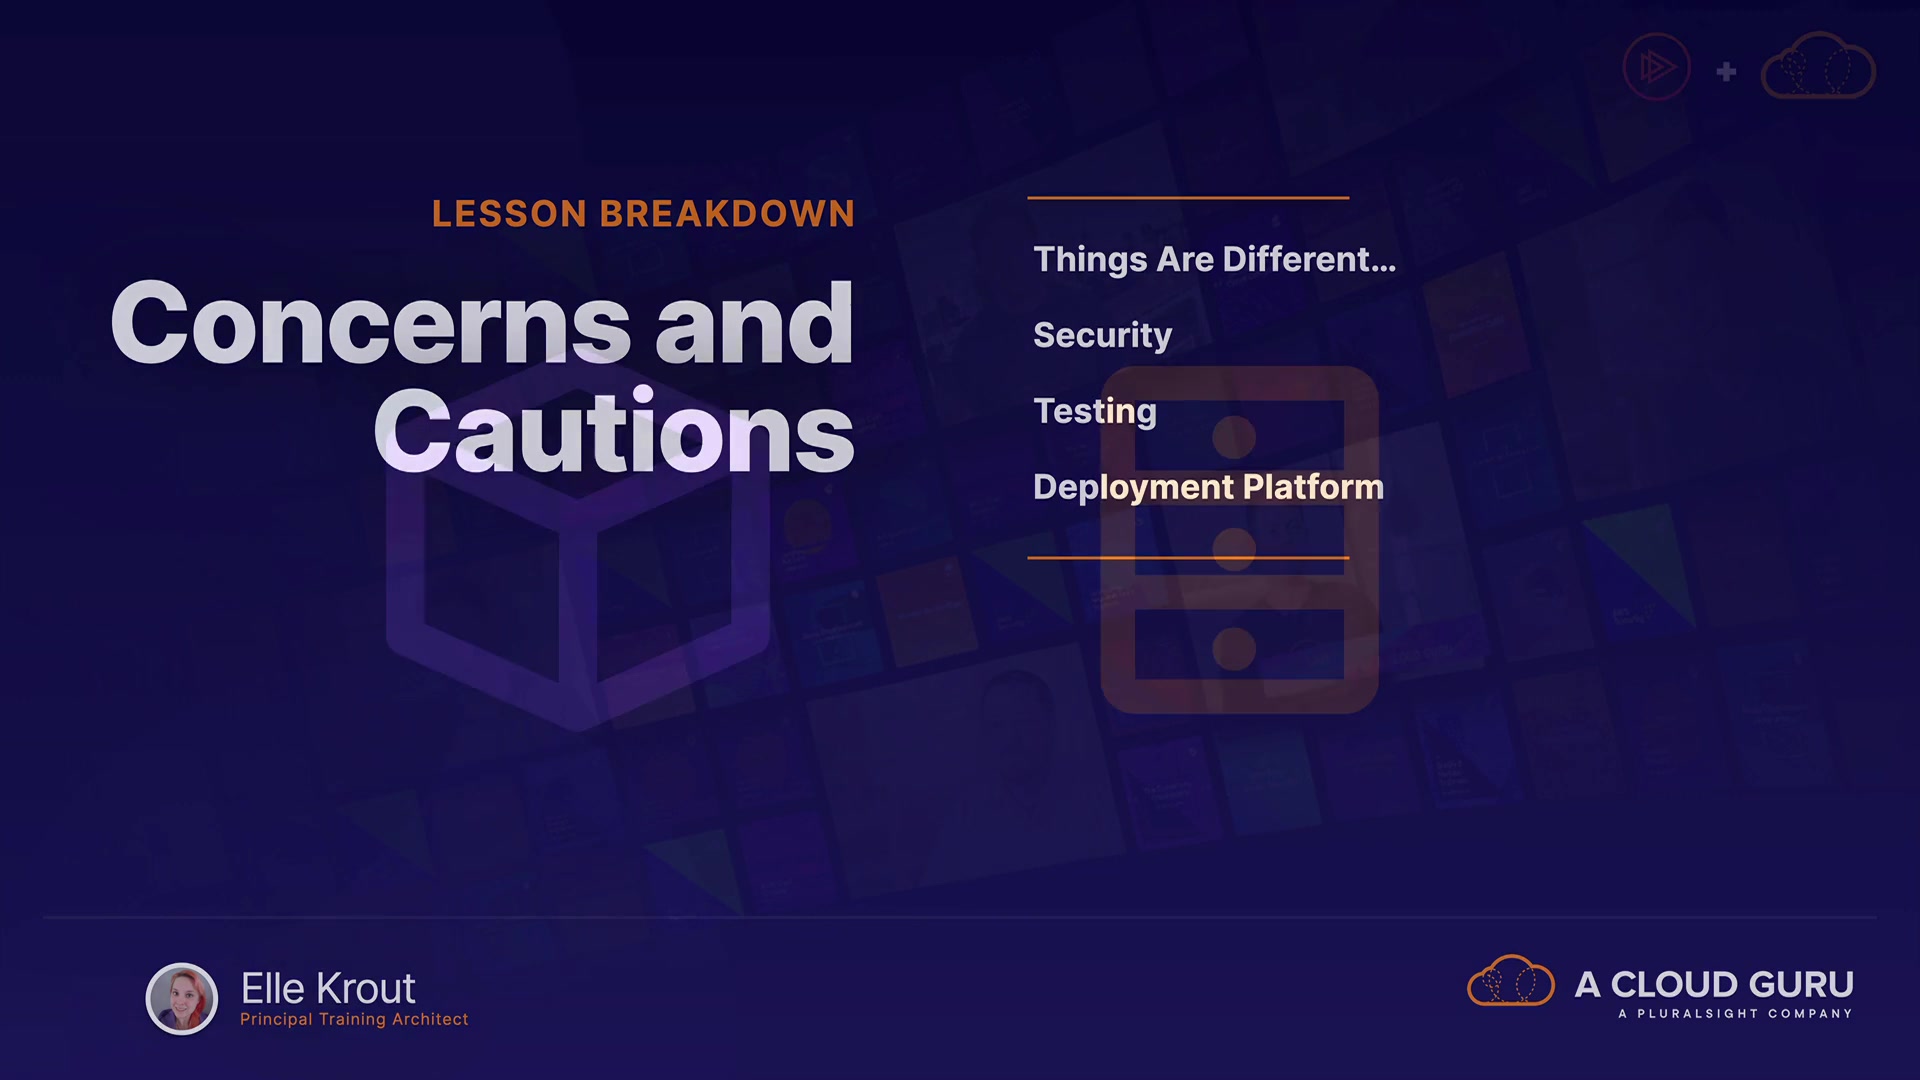 LESSON BREAKDOWN
Concerns and
Cautions
Things Are Different...
Security
Testing
Deployment Platform
Elle Krout
Principal Training Architect
A CLOUD GURU
A PLURALSIGHT COMPANY